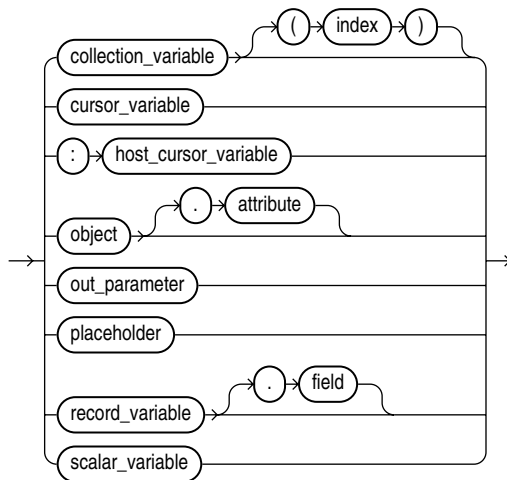 ( index )
collection_variable
cursor_variable
: host_cursor_variable
. attribute
object
out_parameter
placeholder
. field
record_variable
scalar_variable